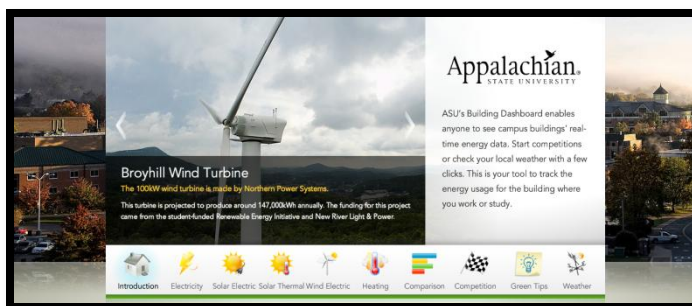 Appalachian
STATE UNIVERSITY
ASU's Building Dashboard enables
anyone to see campus buildings' real-
time energy data. Start competitions
or check your local weather with a few
clicks. This is your tool to track the
energy usage for the building where
you work or study.
Broyhill Wind Turbine
The 100kW wind turbine is made by Northern Power Systems.
This turbine is projected to produce around 147,000kWh annually. The funding for this project
came from the student-funded Renewable Energy Initiative and New River Light & Power.
Introduction Electricity Solar Electric Solar Thermal Wind Electric Heating Comparison Competition Green Tips Weather